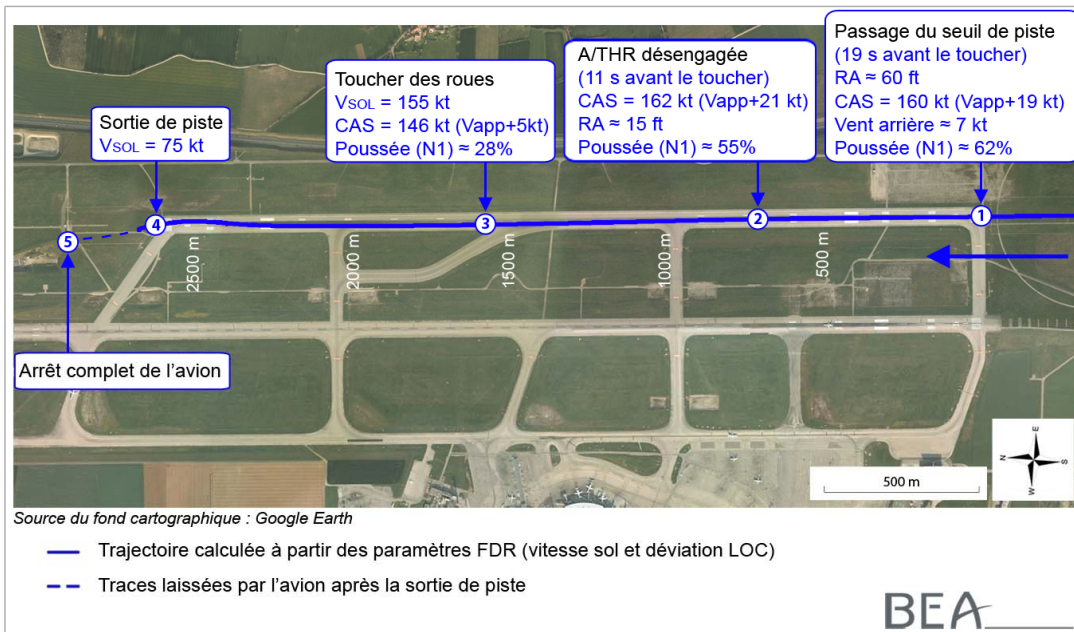 Passage du seuil de piste
(19 s avant le toucher)
RA ≈ 60 ft
CAS = 160 kt (Vapp+19 kt)
Vent arrière ≈ 7 kt
Poussée (N1) ≈ 62%
A/THR désengagée
(11 s avant le toucher)
CAS = 162 kt (Vapp+21 kt)
RA ≈ 15 ft
Poussée (N1) ≈ 55%
Toucher des roues
VSOL = 155 kt
CAS = 146 kt (Vapp+5kt)
Poussée (N1) ≈ 28%
Sortie de piste
VSOL = 75 kt
1
2
3
4
5
500 m
1000 m
1500 m
2000 m
2500 m
Arrêt complet de l'avion
N
E
S
W
500 m
Source du fond cartographique : Google Earth
Trajectoire calculée à partir des paramètres FDR (vitesse sol et déviation LOC)
Traces laissées par l'avion après la sortie de piste
BEA